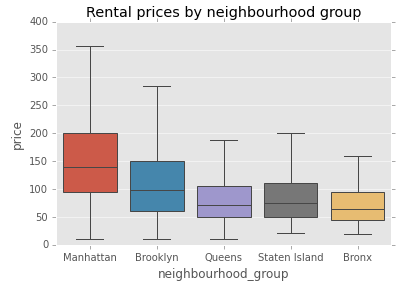 Rental prices by neighbourhood group
400
350
300
250
200
150
100
50
0
price
Manhattan Brooklyn Queens Staten Island Bronx
neighbourhood_group